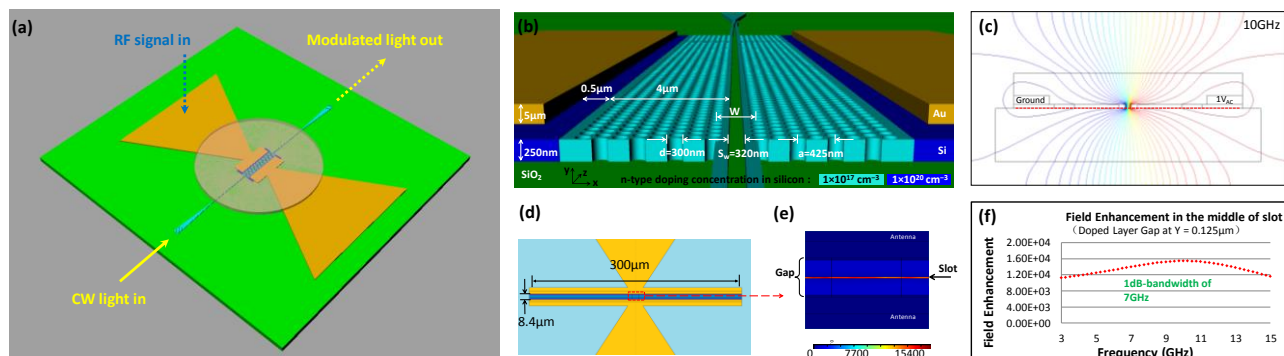 (a)
RF signal in
Modulated light out
CW light in
(b)
0.5μm
4μm
W
5μm
Au
250nm
d=300nm
Sw=320nm
a=425nm
Si
SiO2
y
z
x
n-type doping concentration in silicon :
1×10^17 cm^−3
1×10^20 cm^−3
(c)
10GHz
Ground
1VAC
(d)
300μm
8.4μm
(e)
Antenna
Gap
Slot
Antenna
0
7700
15400
(f)
Field Enhancement in the middle of slot
(Doped Layer Gap at Y = 0.125μm)
Field Enhancement
2.00E+04
1.60E+04
1.20E+04
8.00E+03
4.00E+03
0.00E+00
1dB-bandwidth of
7GHz
3 5 7 9 11 13 15
Frequency (GHz)